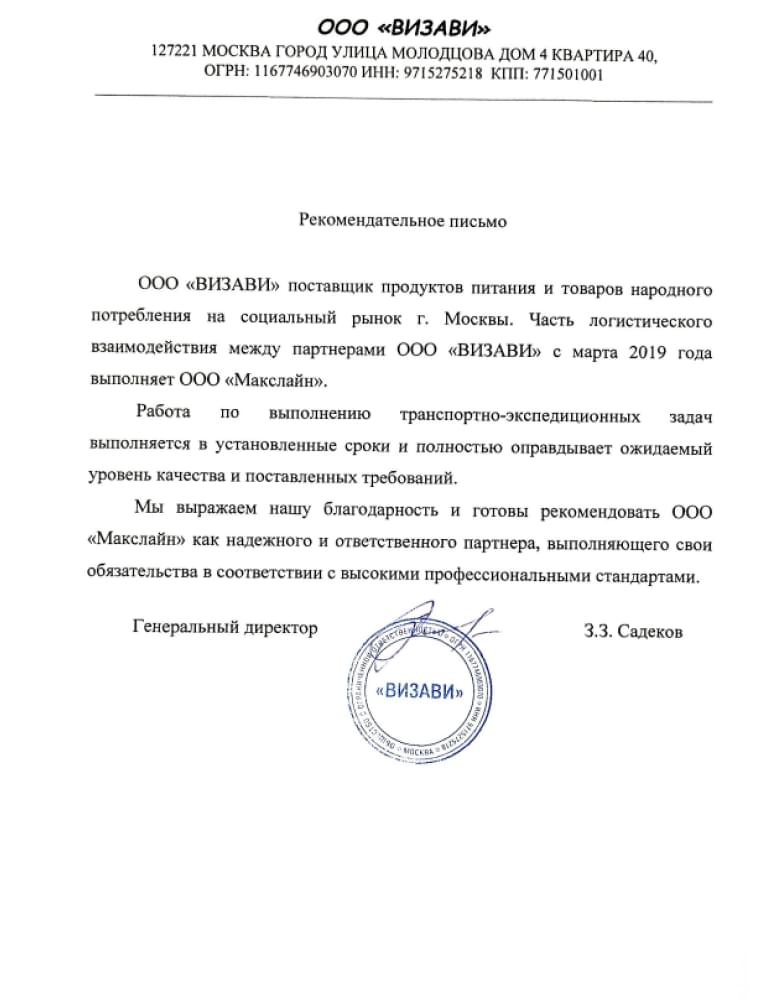 ООО «ВИЗАВИ»
127221 МОСКВА ГОРОД УЛИЦА МОЛОДЦОВА ДОМ 4 КВАРТИРА 40,
ОГРН: 1167746903070 ИНН: 9715275218 КПП: 771501001
Рекомендательное письмо
ООО «ВИЗАВИ» поставщик продуктов питания и товаров народного
потребления на социальный рынок г. Москвы. Часть логистического
взаимодействия между партнерами ООО «ВИЗАВИ» с марта 2019 года
выполняет ООО «Макслайн».
Работа по выполнению транспортно-экспедиционных задач
выполняется в установленные сроки и полностью оправдывает ожидаемый
уровень качества и поставленных требований.
Мы выражаем нашу благодарность и готовы рекомендовать ООО
«Макслайн» как надежного и ответственного партнера, выполняющего свои
обязательства в соответствии с высокими профессиональными стандартами.
Генеральный директор З.З. Садеков
ОБЩЕСТВО С ОГРАНИЧЕННОЙ ОТВЕТСТВЕННОСТЬЮ ОГРН 1167746903070 ИНН 9715275218
«ВИЗАВИ»
МОСКВА